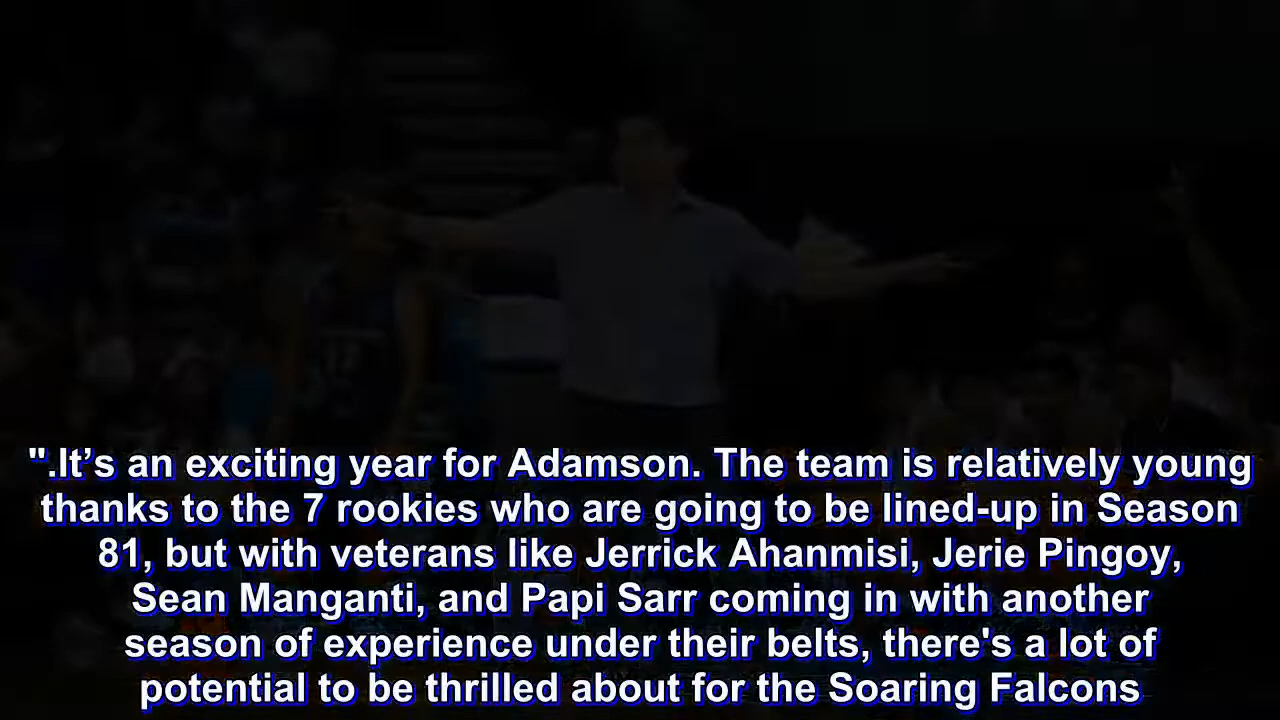 ".It’s an exciting year for Adamson. The team is relatively young
thanks to the 7 rookies who are going to be lined-up in Season
81, but with veterans like Jerrick Ahanmisi, Jerie Pingoy,
Sean Manganti, and Papi Sarr coming in with another
season of experience under their belts, there's a lot of
potential to be thrilled about for the Soaring Falcons